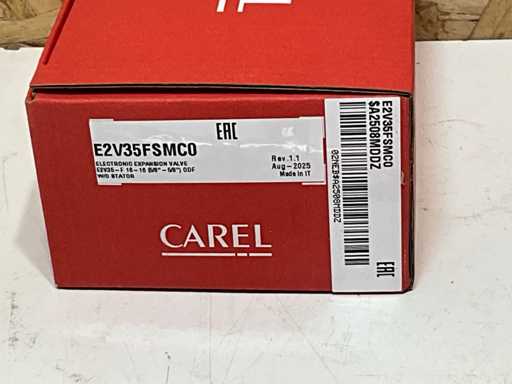 EAC
E2V35FSMC0
ELECTRONIC EXPANSION VALVE
E2V35-F 16-16 (5/8" - 5/8") ODF
W/O STATOR
Rev.1.1
Aug-2025
Made in IT
CAREL
E2V35FSMC0
$A2508MDDZ
EAC